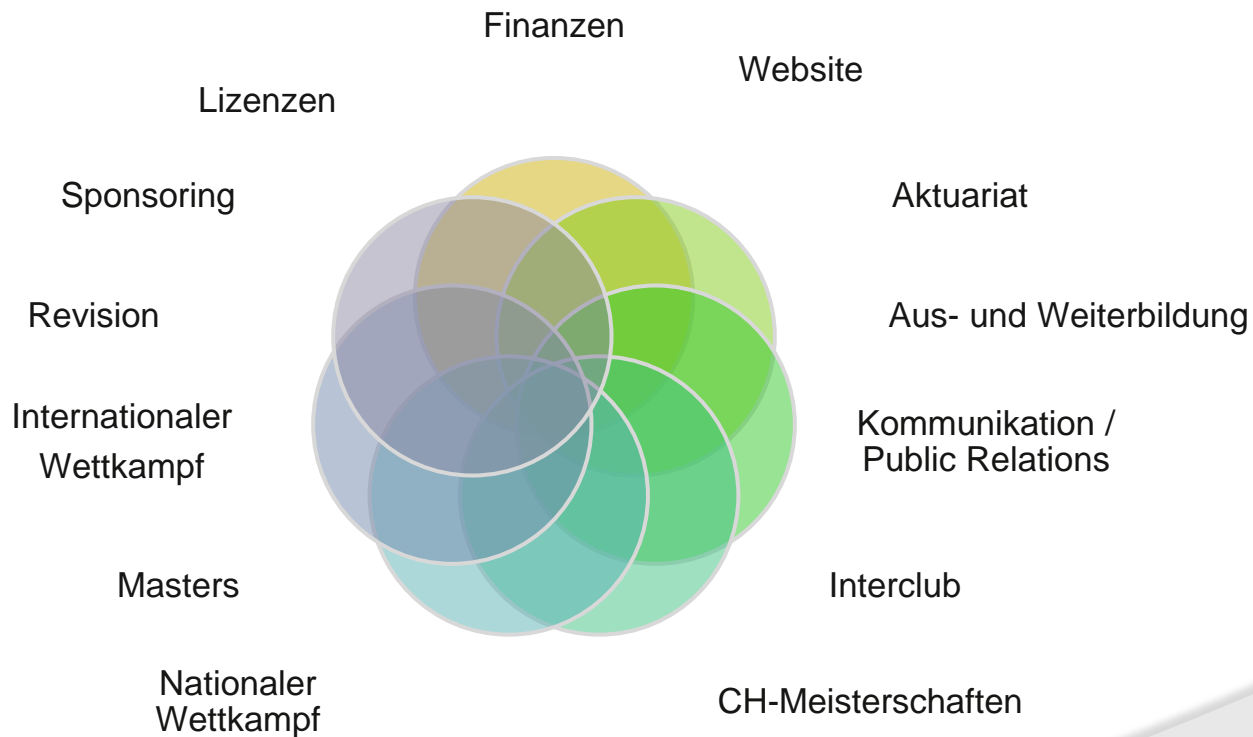 Finanzen
Website
Lizenzen
Sponsoring
Aktuariat
Revision
Aus- und Weiterbildung
Internationaler
Wettkampf
Kommunikation /
Public Relations
Masters
Interclub
Nationaler
Wettkampf
CH-Meisterschaften